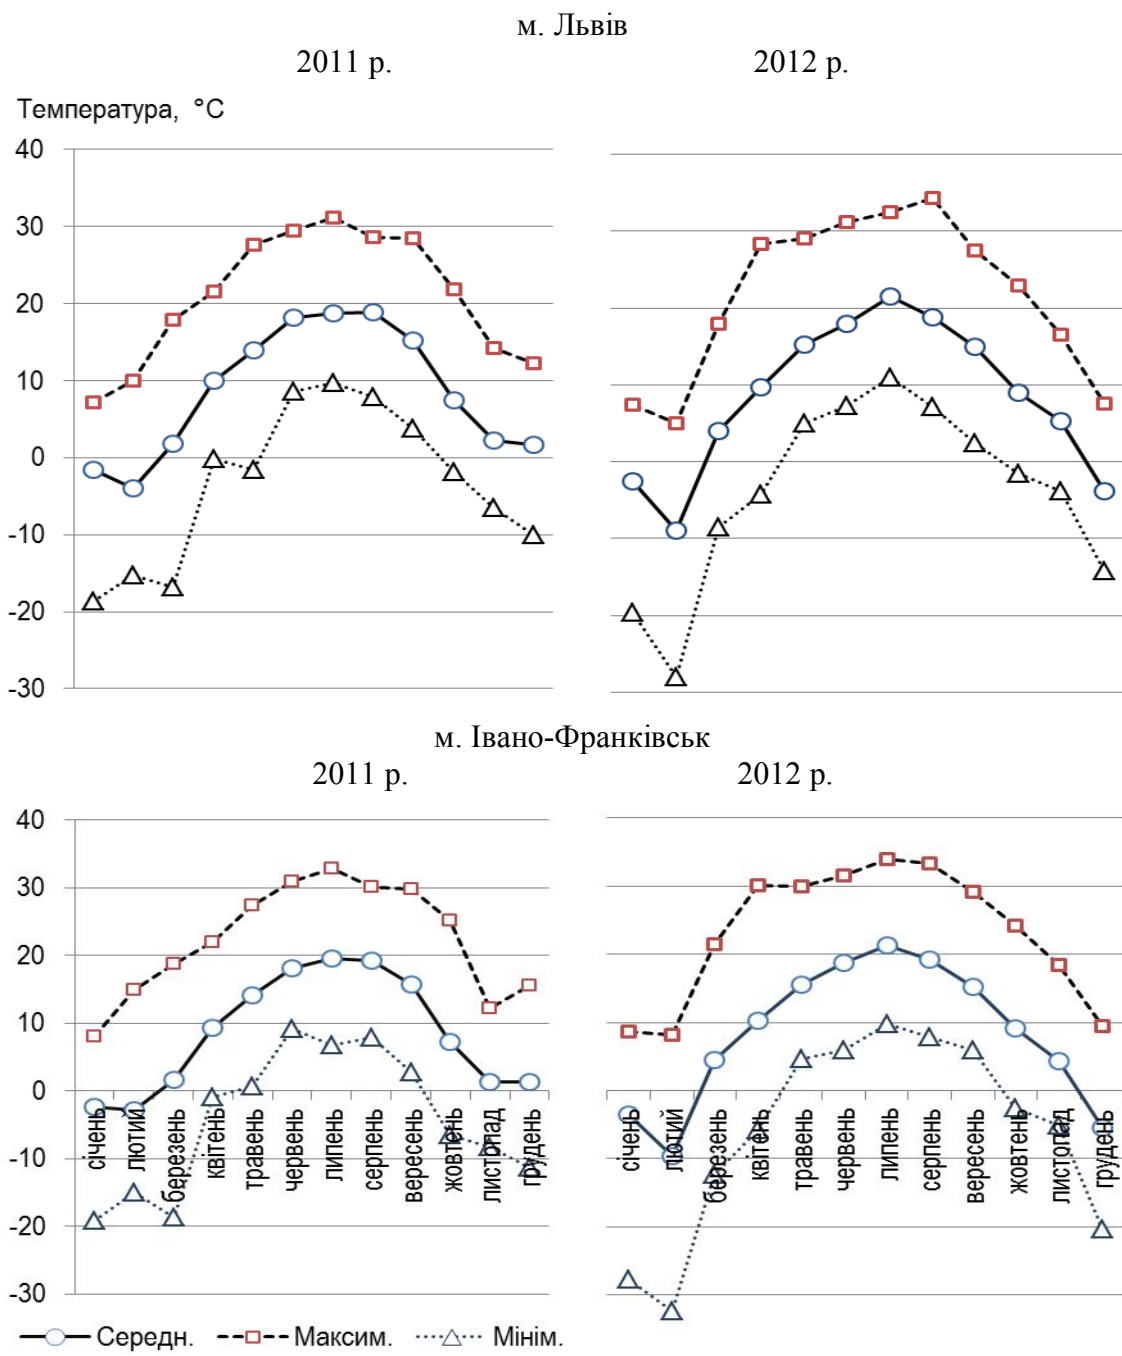 м. Львів
2011 р. 2012 р.
Температура, °С
40
30
20
10
0
-10
-20
-30
м. Івано-Франківськ
2011 р. 2012 р.
40
30
20
10
0
-10
-20
-30
січень лютий березень квітень травень червень липень серпень вересень жовтень листопад грудень
січень лютий березень квітень травень червень липень серпень вересень жовтень листопад грудень
Середн. Максим. Мінім.